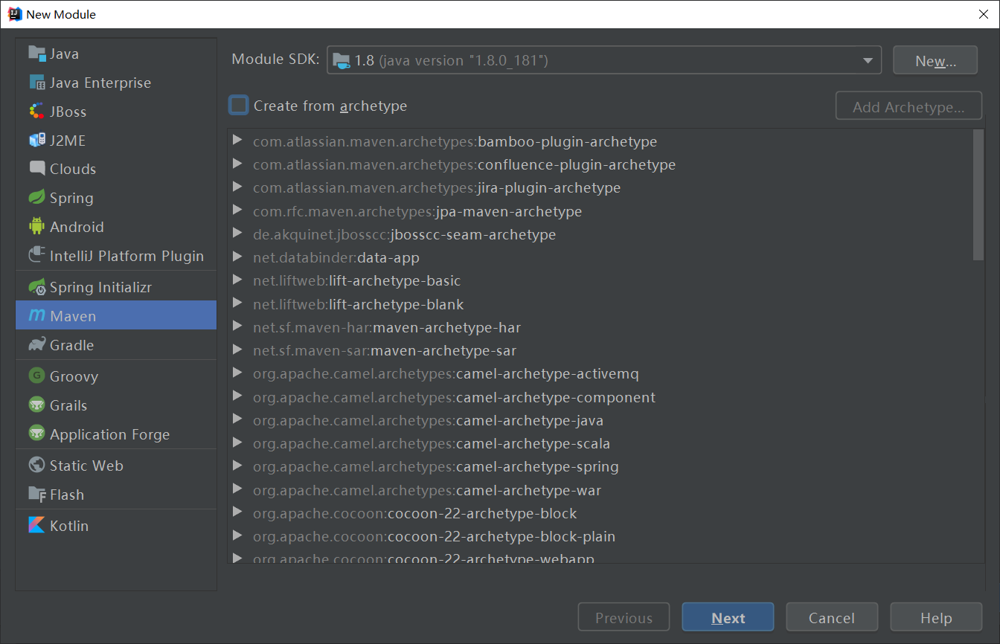 New Module
Java
Java Enterprise
JBoss
J2ME
Clouds
Spring
Android
IntelliJ Platform Plugin
Spring Initializr
Maven
Gradle
Groovy
Grails
Application Forge
Static Web
Flash
Kotlin
Module SDK: 1.8 (java version "1.8.0_181") New...
Create from archetype Add Archetype...
com.atlassian.maven.archetypes:bamboo-plugin-archetype
com.atlassian.maven.archetypes:confluence-plugin-archetype
com.atlassian.maven.archetypes:jira-plugin-archetype
com.rfc.maven.archetypes:jpa-maven-archetype
de.akquinet.jbosscc:jbosscc-seam-archetype
net.databinder:data-app
net.liftweb:lift-archetype-basic
net.liftweb:lift-archetype-blank
net.sf.maven-har:maven-archetype-har
net.sf.maven-sar:maven-archetype-sar
org.apache.camel.archetypes:camel-archetype-activemq
org.apache.camel.archetypes:camel-archetype-component
org.apache.camel.archetypes:camel-archetype-java
org.apache.camel.archetypes:camel-archetype-scala
org.apache.camel.archetypes:camel-archetype-spring
org.apache.camel.archetypes:camel-archetype-war
org.apache.cocoon:cocoon-22-archetype-block
org.apache.cocoon:cocoon-22-archetype-block-plain
org.apache.cocoon:cocoon-22-archetype-webapp
Previous Next Cancel Help